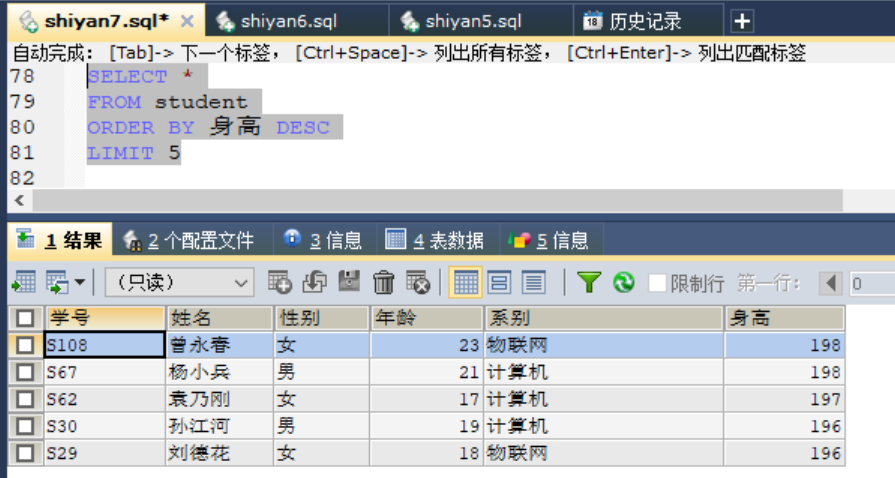 shiyan7.sql* × shiyan6.sql shiyan5.sql 历史记录
自动完成： [Tab]-> 下一个标签， [Ctrl+Space]-> 列出所有标签， [Ctrl+Enter]-> 列出匹配标签
78 SELECT *
79 FROM student
80 ORDER BY 身高 DESC
81 LIMIT 5
82
1 结果 2 个配置文件 3 信息 4 表数据 5 信息
（只读） 限制行 第一行： 0
学号 姓名 性别 年龄 系别 身高
S108 曾永春 女 23 物联网 198
S67 杨小兵 男 21 计算机 198
S62 袁乃刚 女 17 计算机 197
S30 孙江河 男 19 计算机 196
S29 刘德花 女 18 物联网 196